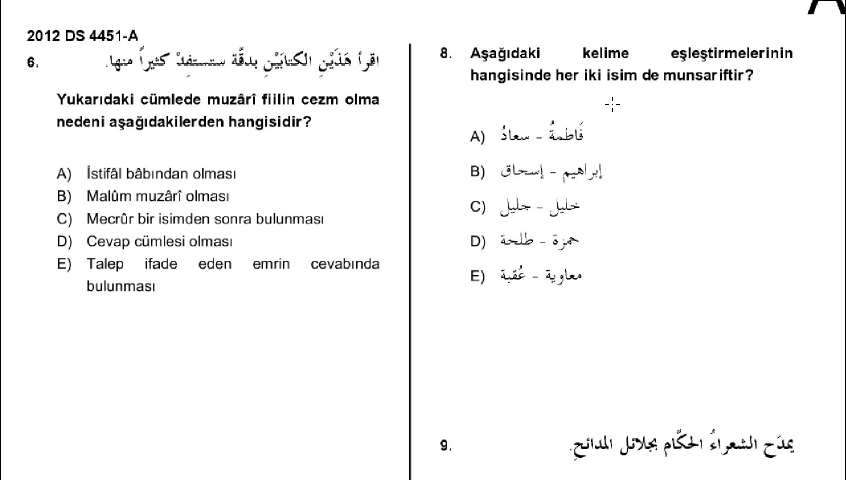 2012 DS 4451-A
6. اقرأ هَذَيْنِ الكتابَيْنِ بدقَّة تستفِدْ كثيراً منها.
Yukarıdaki cümlede muzârî fiilin cezm olma
nedeni aşağıdakilerden hangisidir?
A) İstifâl bâbından olması
B) Malûm muzârî olması
C) Mecrûr bir isimden sonra bulunması
D) Cevap cümlesi olması
E) Talep ifade eden emrin cevabında
bulunması
8. Aşağıdaki kelime eşleştirmelerinin
hangisinde her iki isim de munsariftir?
A) فَاطمةُ - سعادُ
B) إبراهيم - إسحاق
C) خليل - جليل
D) حمزة - طلحة
E) معاوية - عُقبة
9. يمدَح الشعراءُ الحكَّام بجلائل المدائح.